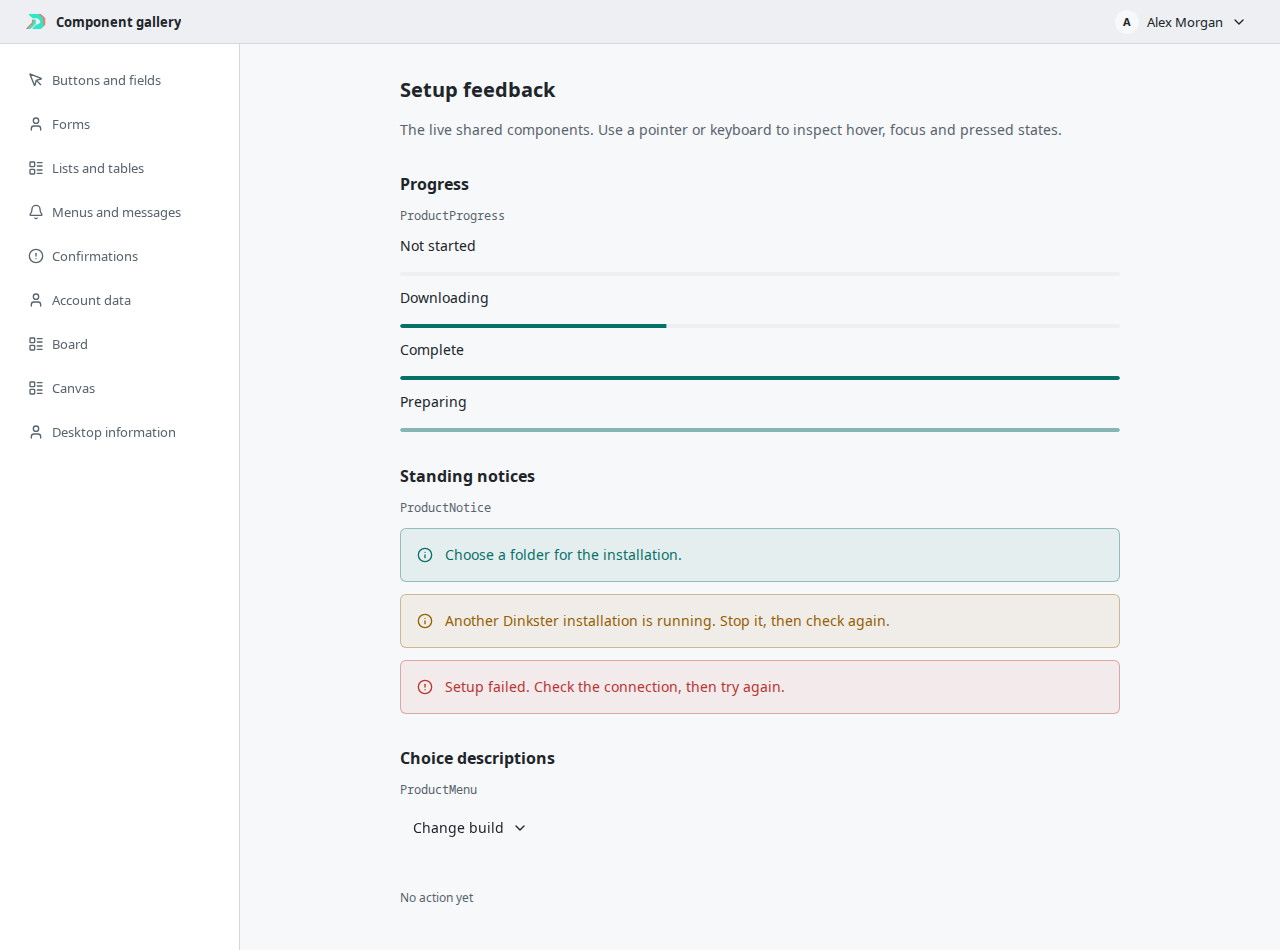 Component gallery
A
Alex Morgan
Buttons and fields
Forms
Lists and tables
Menus and messages
Confirmations
Account data
Board
Canvas
Desktop information
Setup feedback
The live shared components. Use a pointer or keyboard to inspect hover, focus and pressed states.
Progress
ProductProgress
Not started
Downloading
Complete
Preparing
Standing notices
ProductNotice
Choose a folder for the installation.
Another Dinkster installation is running. Stop it, then check again.
Setup failed. Check the connection, then try again.
Choice descriptions
ProductMenu
Change build
No action yet